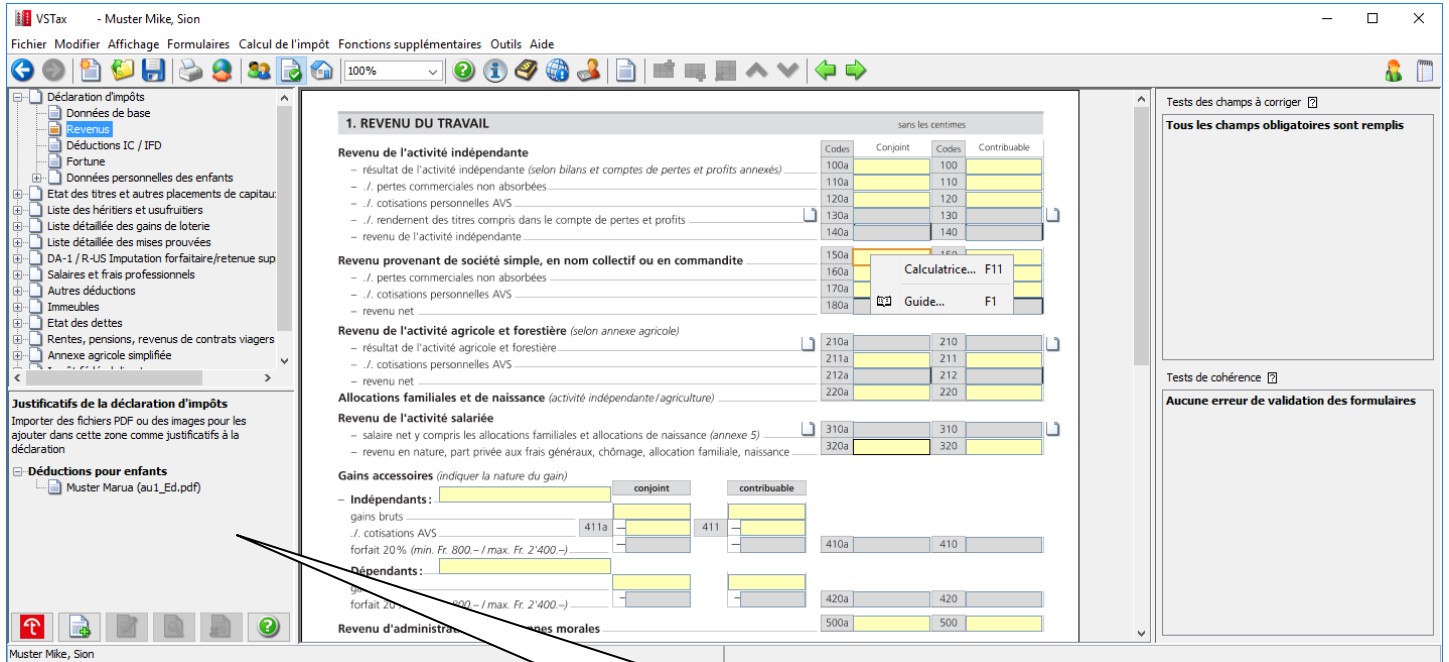 VSTax - Muster Mike, Sion
Fichier Modifier Affichage Formulaires Calcul de l'impôt Fonctions supplémentaires Outils Aide
100%
Déclaration d'impôts
Données de base
Revenus
Déductions IC / IFD
Fortune
Données personnelles des enfants
Etat des titres et autres placements de capitau
Liste des héritiers et usufruitiers
Liste détaillée des gains de loterie
Liste détaillée des mises prouvées
DA-1 / R-US Imputation forfaitaire/retenue sup
Salaires et frais professionnels
Autres déductions
Immeubles
Etat des dettes
Rentes, pensions, revenus de contrats viagers
Annexe agricole simplifiée
Justificatifs de la déclaration d'impôts
Importer des fichiers PDF ou des images pour les
ajouter dans cette zone comme justificatifs à la
déclaration
Déductions pour enfants
Muster Marua (au1_Ed.pdf)
1. REVENU DU TRAVAIL sans les centimes
Codes Conjoint Codes Contribuable
Revenu de l'activité indépendante
– résultat de l'activité indépendante (selon bilans et comptes de pertes et profits annexés) 100a 100
– ./. pertes commerciales non absorbées 110a 110
– ./. cotisations personnelles AVS 120a 120
– ./. rendement des titres compris dans le compte de pertes et profits 130a 130
– revenu de l'activité indépendante 140a 140
Revenu provenant de société simple, en nom collectif ou en commandite 150a 150
– ./. pertes commerciales non absorbées 160a
– ./. cotisations personnelles AVS 170a
– revenu net 180a
Calculatrice... F11
Guide... F1
Revenu de l'activité agricole et forestière (selon annexe agricole)
– résultat de l'activité agricole et forestière 210a 210
– ./. cotisations personnelles AVS 211a 211
– revenu net 212a 212
Allocations familiales et de naissance (activité indépendante/agriculture) 220a 220
Revenu de l'activité salariée
– salaire net y compris les allocations familiales et allocations de naissance (annexe 5) 310a 310
– revenu en nature, part privée aux frais généraux, chômage, allocation familiale, naissance 320a 320
Gains accessoires (indiquer la nature du gain)
conjoint contribuable
– Indépendants:
gains bruts
./. cotisations AVS 411a – 411 –
forfait 20% (min. Fr. 800.– / max. Fr. 2'400.–) – – 410a 410
Dépendants:
forfait 20 800.– / max. Fr. 2'400.–) – – 420a 420
Revenu d'administrat nes morales 500a 500
Tests des champs à corriger ?
Tous les champs obligatoires sont remplis
Tests de cohérence ?
Aucune erreur de validation des formulaires
Muster Mike, Sion